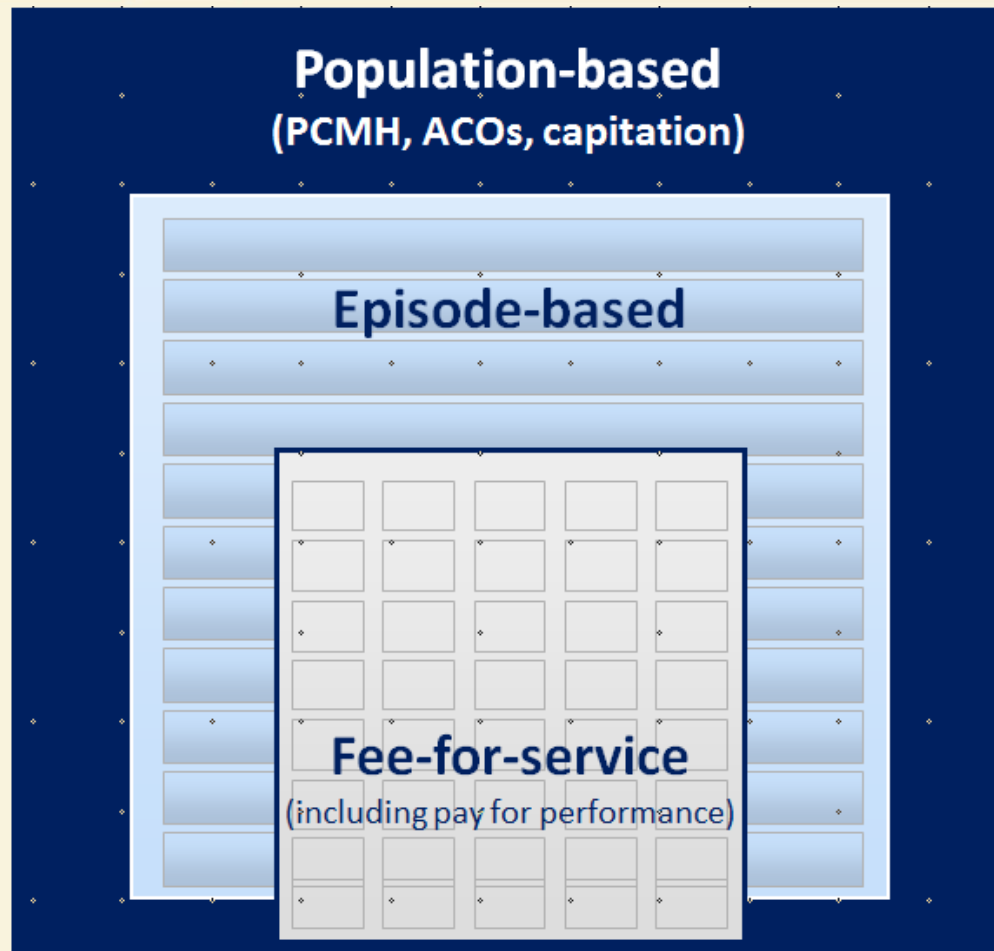 Population-based
(PCMH, ACOs, capitation)
Episode-based
Fee-for-service
(including pay for performance)